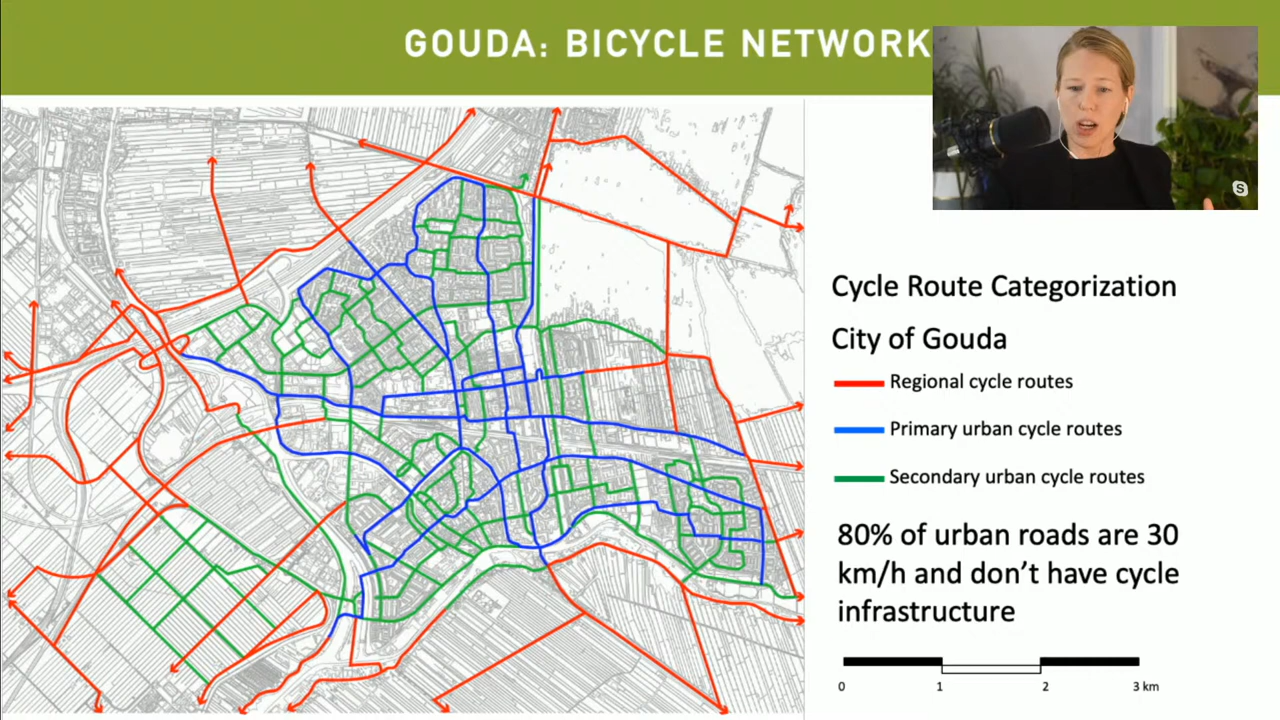 GOUDA: BICYCLE NETWORK
S
Cycle Route Categorization
City of Gouda
Regional cycle routes
Primary urban cycle routes
Secondary urban cycle routes
80% of urban roads are 30
km/h and don't have cycle
infrastructure
0 1 2 3 km